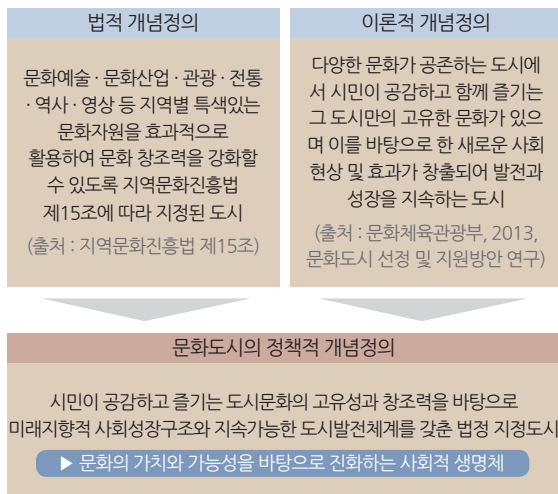 법적 개념정의
문화예술 · 문화산업 · 관광 · 전통
· 역사 · 영상 등 지역별 특색있는
문화자원을 효과적으로
활용하여 문화 창조력을 강화할
수 있도록 지역문화진흥법
제15조에 따라 지정된 도시
(출처 : 지역문화진흥법 제15조)
이론적 개념정의
다양한 문화가 공존하는 도시에
서 시민이 공감하고 함께 즐기는
그 도시만의 고유한 문화가 있으
며 이를 바탕으로 한 새로운 사회
현상 및 효과가 창출되어 발전과
성장을 지속하는 도시
(출처 : 문화체육관광부, 2013,
문화도시 선정 및 지원방안 연구)
문화도시의 정책적 개념정의
시민이 공감하고 즐기는 도시문화의 고유성과 창조력을 바탕으로
미래지향적 사회성장구조와 지속가능한 도시발전체계를 갖춘 법정 지정도시
▶ 문화의 가치와 가능성을 바탕으로 진화하는 사회적 생명체